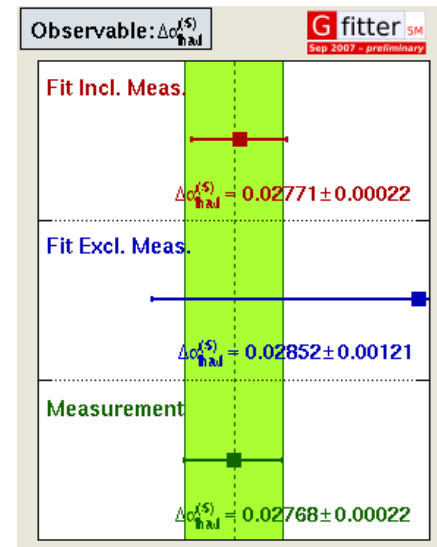 Observable: Δα(5)had
G fitter SM
Sep 2007 - preliminary
Fit Incl. Meas.
Δα(5)had = 0.02771±0.00022
Fit Excl. Meas.
Δα(5)had = 0.02852±0.00121
Measurement
Δα(5)had = 0.02768±0.00022